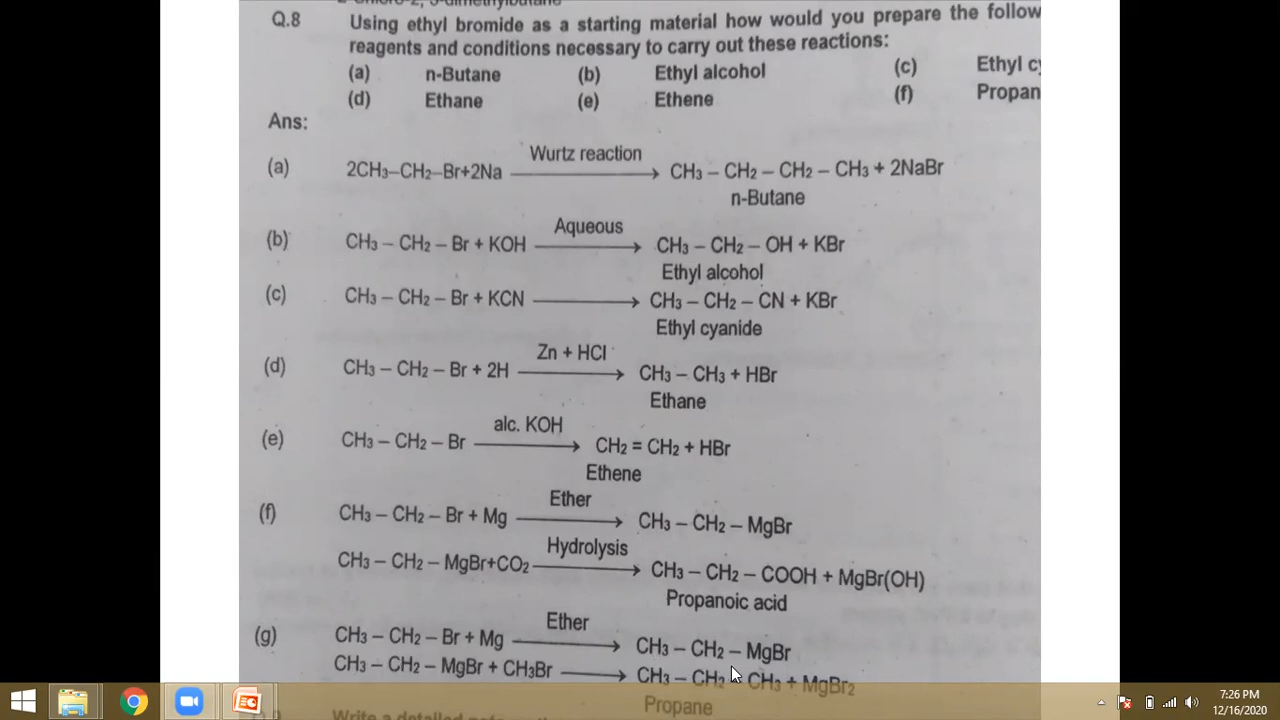 Q.8 Using ethyl bromide as a starting material how would you prepare the follow
reagents and conditions necessary to carry out these reactions:
(a) n-Butane (b) Ethyl alcohol (c) Ethyl
(d) Ethane (e) Ethene (f) Propan
Ans:
Wurtz reaction
(a) 2CH3–CH2–Br+2Na ⟶ CH3 – CH2 – CH2 – CH3 + 2NaBr
n-Butane
Aqueous
(b) CH3 – CH2 – Br + KOH ⟶ CH3 – CH2 – OH + KBr
Ethyl alcohol
(c) CH3 – CH2 – Br + KCN ⟶ CH3 – CH2 – CN + KBr
Ethyl cyanide
Zn + HCl
(d) CH3 – CH2 – Br + 2H ⟶ CH3 – CH3 + HBr
Ethane
alc. KOH
(e) CH3 – CH2 – Br ⟶ CH2 = CH2 + HBr
Ethene
Ether
(f) CH3 – CH2 – Br + Mg ⟶ CH3 – CH2 – MgBr
Hydrolysis
CH3 – CH2 – MgBr+CO2 ⟶ CH3 – CH2 – COOH + MgBr(OH)
Propanoic acid
Ether
(g) CH3 – CH2 – Br + Mg ⟶ CH3 – CH2 – MgBr
CH3 – CH2 – MgBr + CH3Br ⟶ CH3 – CH2 – CH3 + MgBr2
Propane
Write a detailed
7:26 PM
12/16/2020